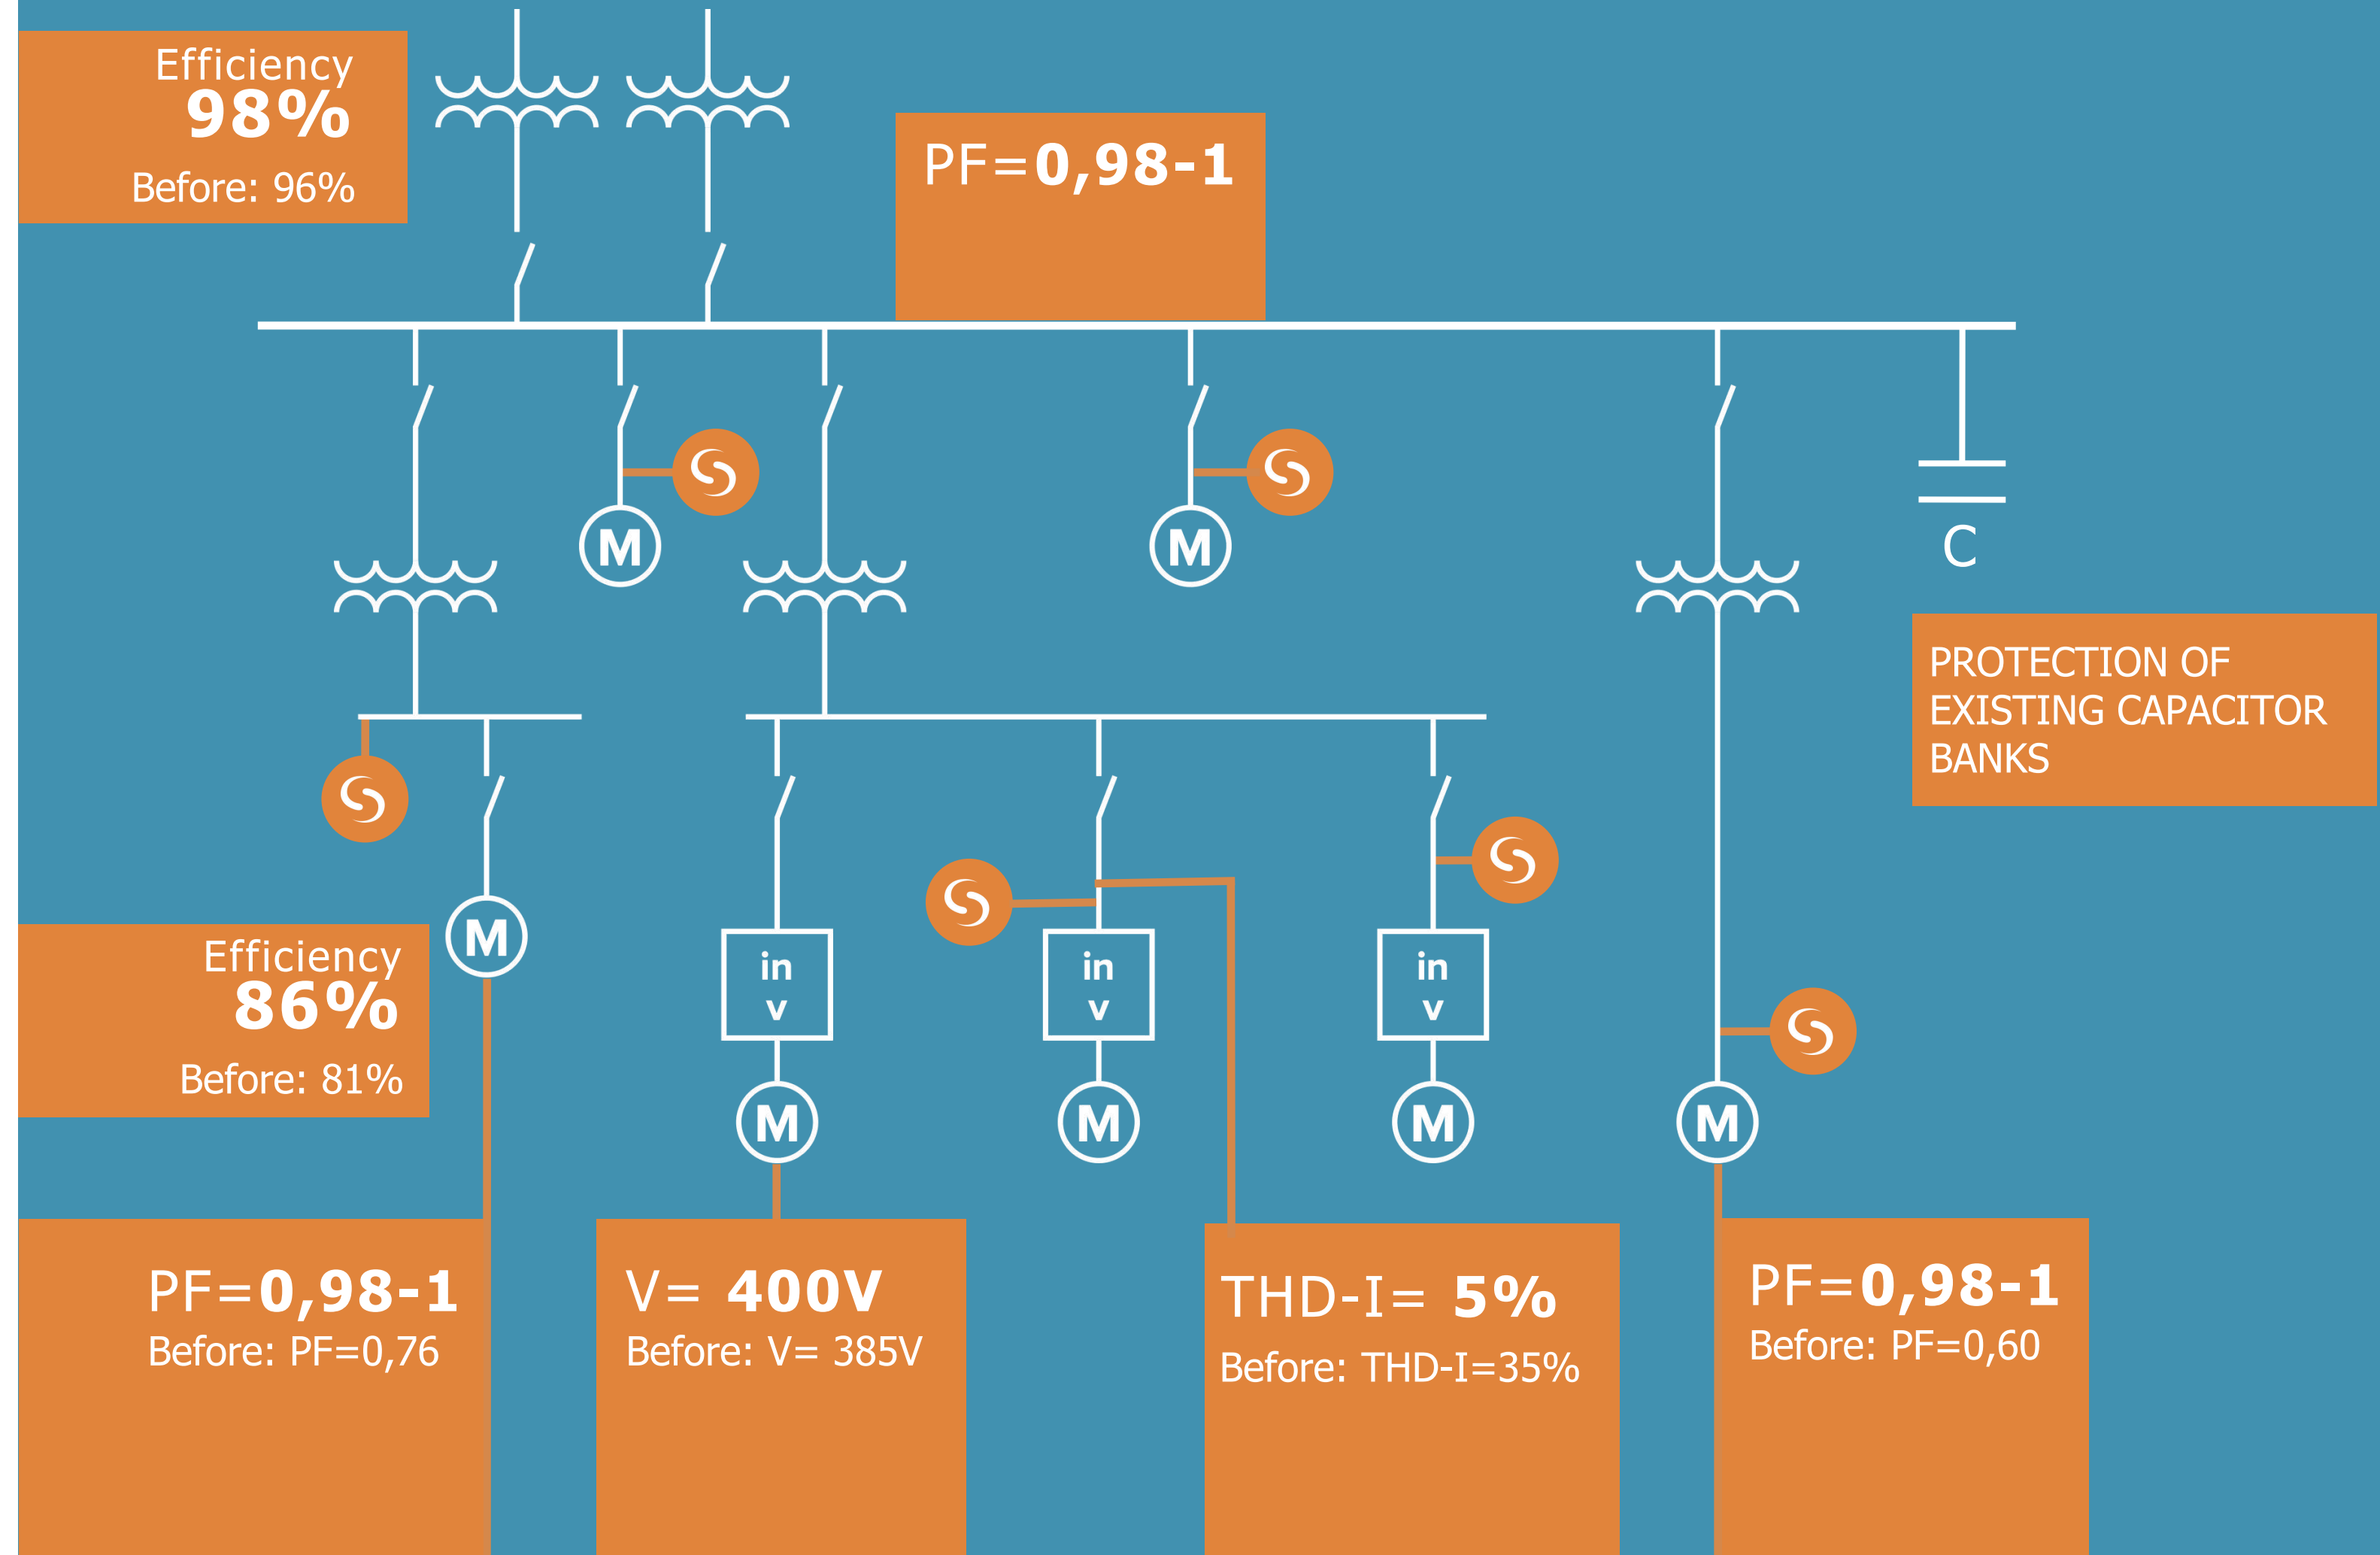 Efficiency
98%
Before: 96%
PF=0,98-1
M
M
C
PROTECTION OF
EXISTING CAPACITOR
BANKS
M
Efficiency
86%
Before: 81%
in
v
in
v
in
v
M
M
M
M
PF=0,98-1
Before: PF=0,76
V= 400V
Before: V= 385V
THD-I= 5%
Before: THD-I=35%
PF=0,98-1
Before: PF=0,60